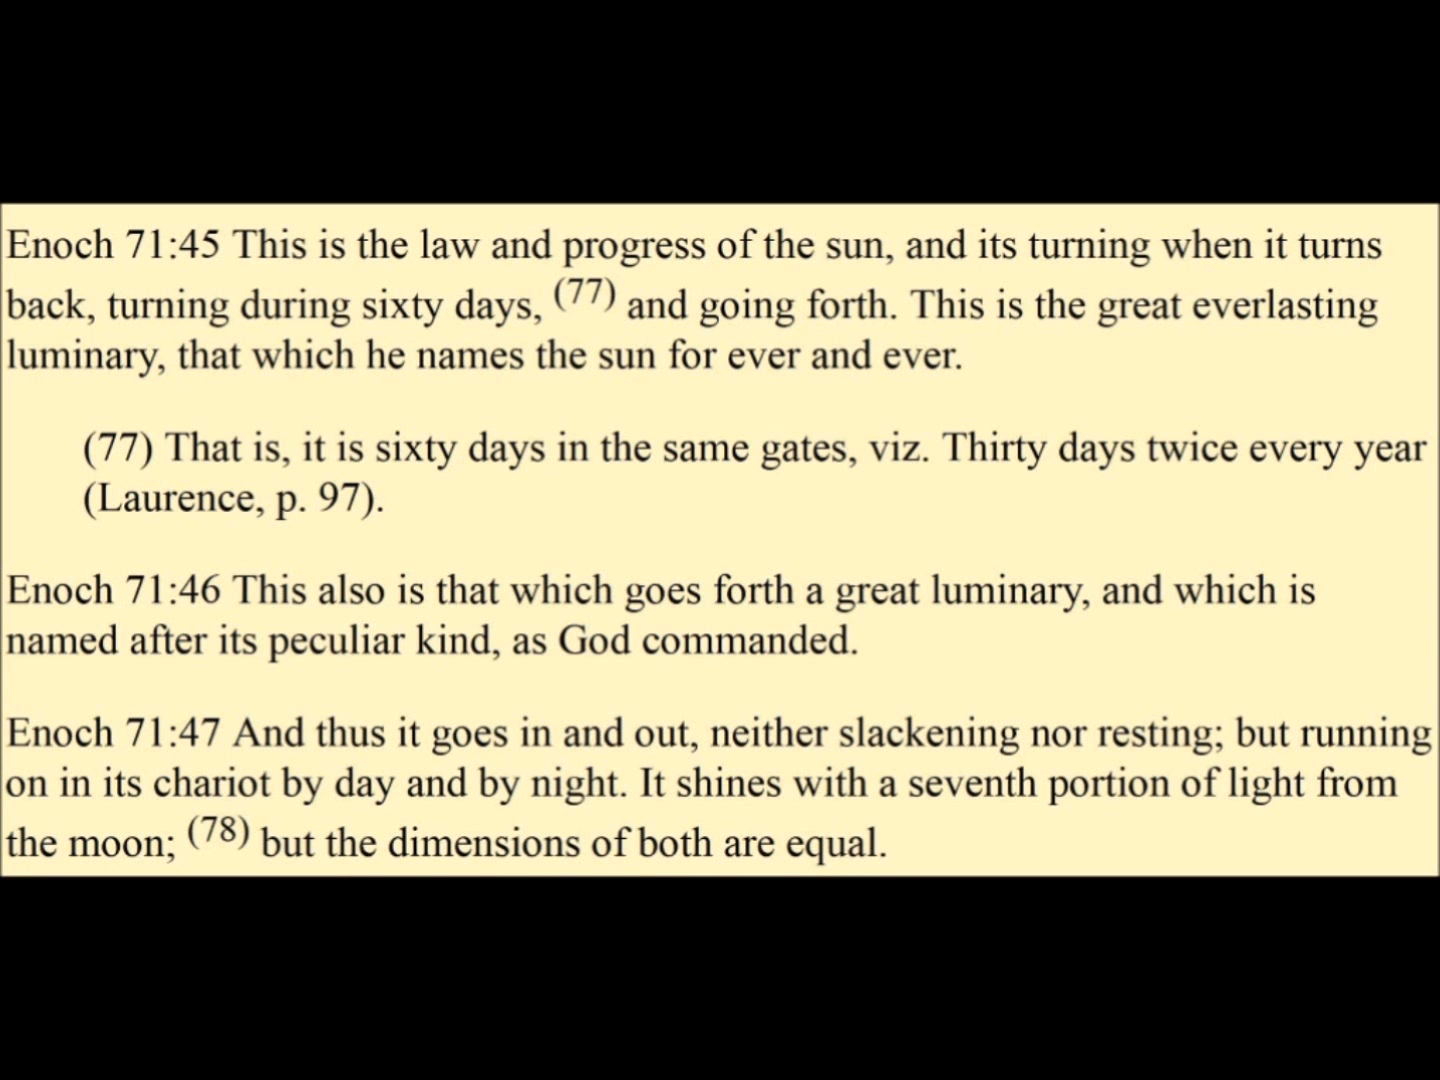 Enoch 71:45 This is the law and progress of the sun, and its turning when it turns
back, turning during sixty days, (77) and going forth. This is the great everlasting
luminary, that which he names the sun for ever and ever.
(77) That is, it is sixty days in the same gates, viz. Thirty days twice every year
(Laurence, p. 97).
Enoch 71:46 This also is that which goes forth a great luminary, and which is
named after its peculiar kind, as God commanded.
Enoch 71:47 And thus it goes in and out, neither slackening nor resting; but running
on in its chariot by day and by night. It shines with a seventh portion of light from
the moon; (78) but the dimensions of both are equal.